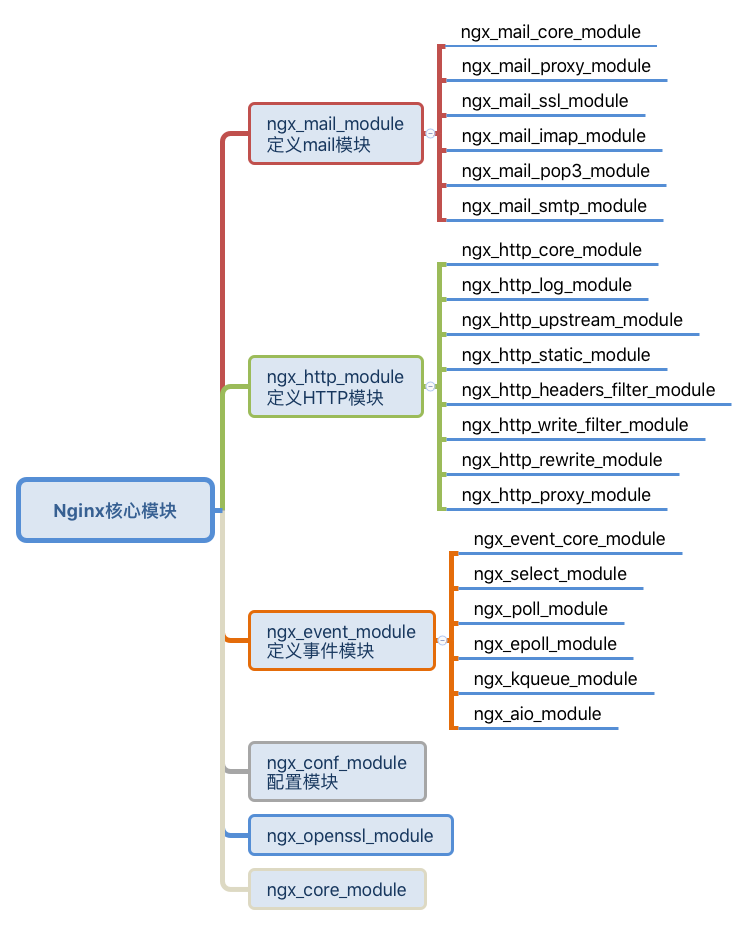 Nginx核心模块
ngx_mail_module
定义mail模块
ngx_mail_core_module
ngx_mail_proxy_module
ngx_mail_ssl_module
ngx_mail_imap_module
ngx_mail_pop3_module
ngx_mail_smtp_module
ngx_http_module
定义HTTP模块
ngx_http_core_module
ngx_http_log_module
ngx_http_upstream_module
ngx_http_static_module
ngx_http_headers_filter_module
ngx_http_write_filter_module
ngx_http_rewrite_module
ngx_http_proxy_module
ngx_event_module
定义事件模块
ngx_event_core_module
ngx_select_module
ngx_poll_module
ngx_epoll_module
ngx_kqueue_module
ngx_aio_module
ngx_conf_module
配置模块
ngx_openssl_module
ngx_core_module